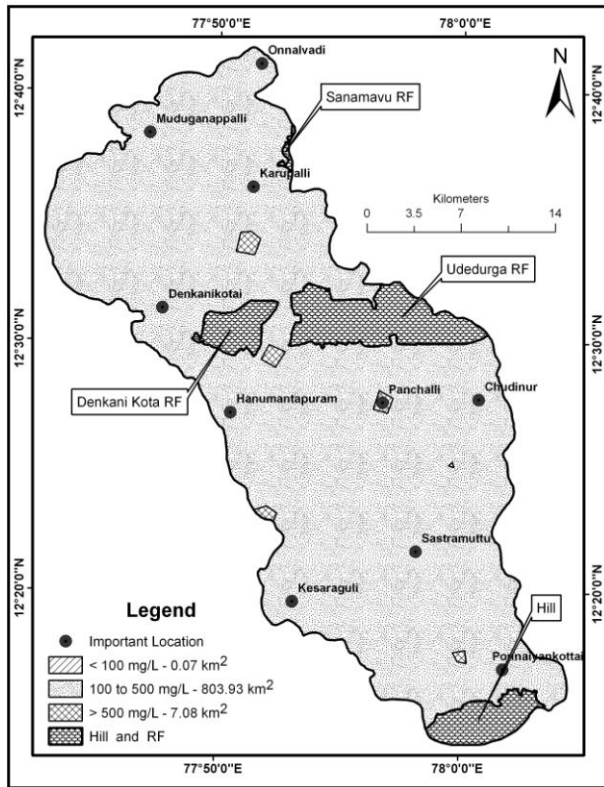 77°50'0"E
78°0'0"E
Onnalvadi
N
12°40'0"N
12°40'0"N
Sanamavu RF
Muduganappalli
Karupalli
Kilometers
0 3.5 7 14
Udedurga RF
Denkanikotai
12°30'0"N
12°30'0"N
Panchalli
Chudinur
Denkani Kota RF
Hanumantapuram
Sastramuttu
12°20'0"N
12°20'0"N
Kesaraguli
Hill
Legend
Important Location
Ponnaiyankottai
< 100 mg/L - 0.07 km2
100 to 500 mg/L - 803.93 km2
> 500 mg/L - 7.08 km2
Hill and RF
77°50'0"E
78°0'0"E